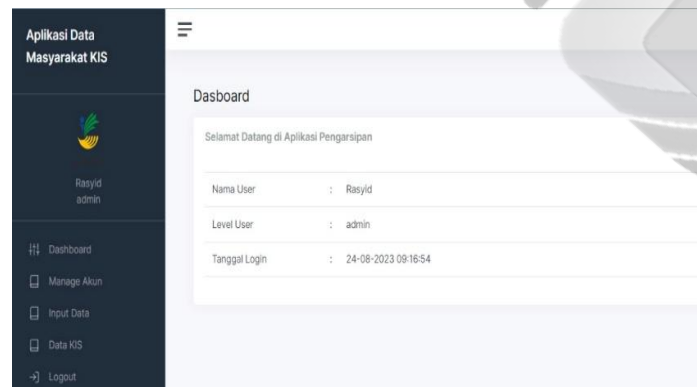 Aplikasi Data
Masyarakat KIS
Rasyid
admin
Dashboard
Manage Akun
Input Data
Data KIS
Logout
Dasboard
Selamat Datang di Aplikasi Pengarsipan
Nama User : Rasyid
Level User : admin
Tanggal Login : 24-08-2023 09:16:54